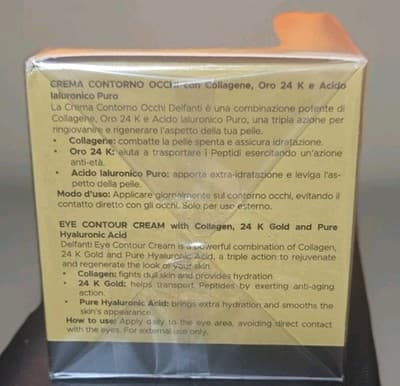 CREMA CONTORNO OCCHI con Collagene, Oro 24 K e Acido
Ialuronico Puro
La Crema Contorno Occhi Delfanti è una combinazione potente di
Collagene, Oro 24 K e Acido Ialuronico Puro, una tripla azione per
ringiovanire e rigenerare l'aspetto della tua pelle.
• Collagene: combatte la pelle spenta e assicura idratazione.
• Oro 24 K: aiuta a trasportare i Peptidi esercitando un'azione
anti-età.
• Acido Ialuronico Puro: apporta extra-idratazione e leviga l'as-
petto della pelle.
Modo d'uso: Applicare giornalmente sul contorno occhi, evitando il
contatto diretto con gli occhi. Solo per uso esterno.
EYE CONTOUR CREAM with Collagen, 24 K Gold and Pure
Hyaluronic Acid
Delfanti Eye Contour Cream is a powerful combination of Collagen,
24 K Gold and Pure Hyaluronic Acid, a triple action to rejuvenate
and regenerate the look of your skin.
• Collagen: fights dull skin and provides hydration
• 24 K Gold: helps transport Peptides by exerting anti-aging
action.
• Pure Hyaluronic Acid: brings extra hydration and smooths the
skin's appearance.
How to use: Apply daily to the eye area, avoiding direct contact
with the eyes. For external use only.